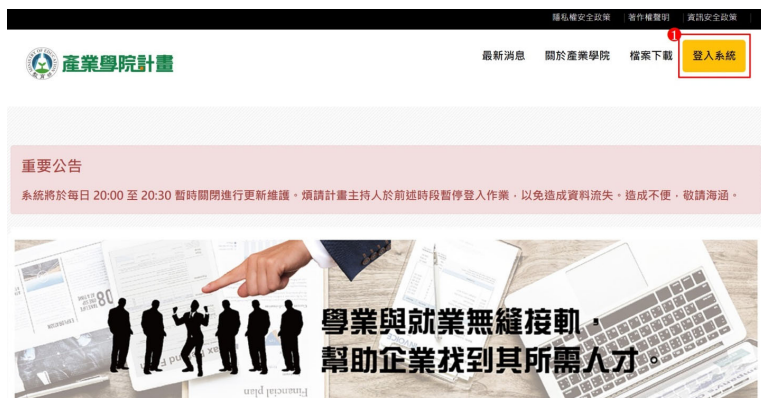 隱私權安全政策 | 著作權聲明 | 資訊安全政策 |
1
產業學院計畫
最新消息 關於產業學院 檔案下載 登入系統
重要公告
系統將於每日 20:00 至 20:30 暫時關閉進行更新維護。煩請計畫主持人於前述時段暫停登入作業，以免造成資料流失。造成不便，敬請海涵。
學業與就業無縫接軌，
幫助企業找到其所需人才。
Financial plan